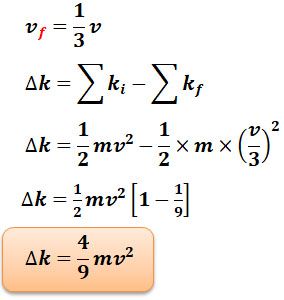 v_f = 1/3 v
Δk = ∑ k_i − ∑ k_f
Δk = 1/2 mv² − 1/2 × m × (v/3)²
Δk = 1/2 mv² [1 − 1/9]
Δk = 4/9 mv²